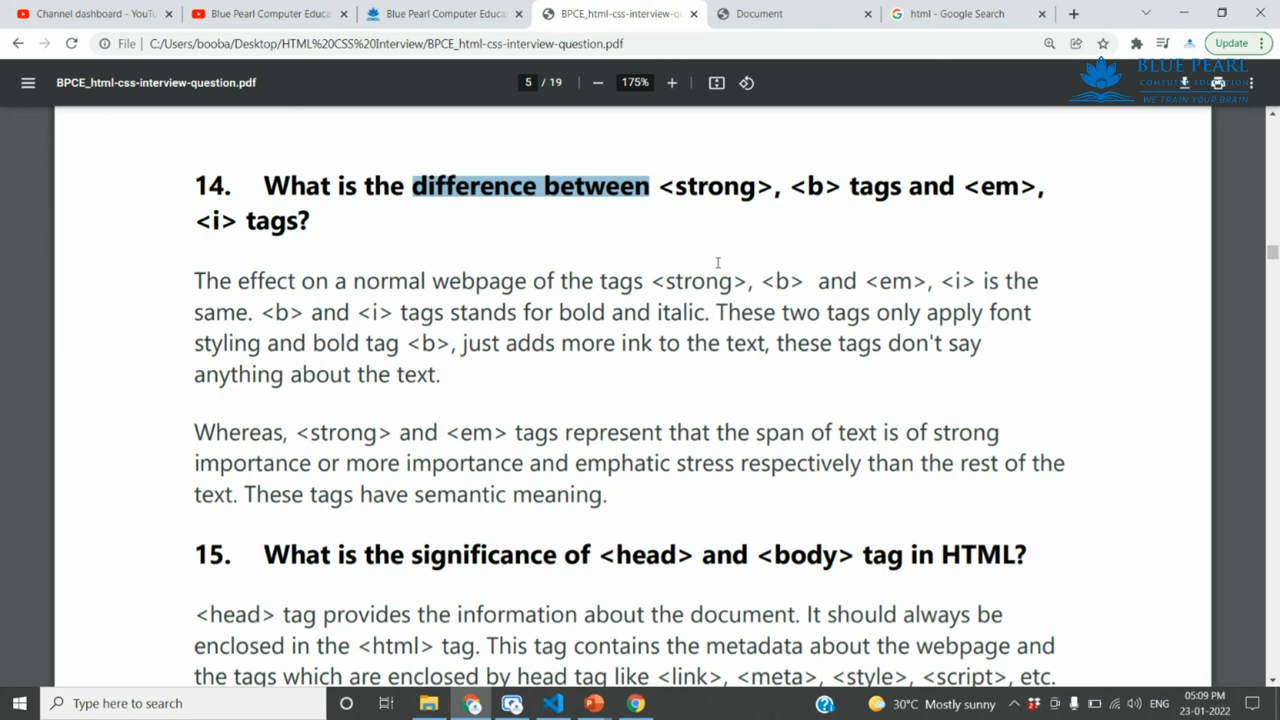 Channel dashboard - YouTu
Blue Pearl Computer Educa
Blue Pearl Computer Educa
BPCE_html-css-interview-qu
Document
html - Google Search
File
C:/Users/booba/Desktop/HTML%20CSS%20Interview/BPCE_html-css-interview-question.pdf
Update
BPCE_html-css-interview-question.pdf
5 / 19
175%
BLUE PEARL
COMPUTER EDUCATION
WE TRAIN YOUR BRAIN
14. What is the difference between <strong>, <b> tags and <em>,
<i> tags?
The effect on a normal webpage of the tags <strong>, <b> and <em>, <i> is the
same. <b> and <i> tags stands for bold and italic. These two tags only apply font
styling and bold tag <b>, just adds more ink to the text, these tags don't say
anything about the text.
Whereas, <strong> and <em> tags represent that the span of text is of strong
importance or more importance and emphatic stress respectively than the rest of the
text. These tags have semantic meaning.
15. What is the significance of <head> and <body> tag in HTML?
<head> tag provides the information about the document. It should always be
enclosed in the <html> tag. This tag contains the metadata about the webpage and
the tags which are enclosed by head tag like <link>, <meta>, <style>, <script>, etc.
Type here to search
30°C Mostly sunny
ENG
05:09 PM
23-01-2022